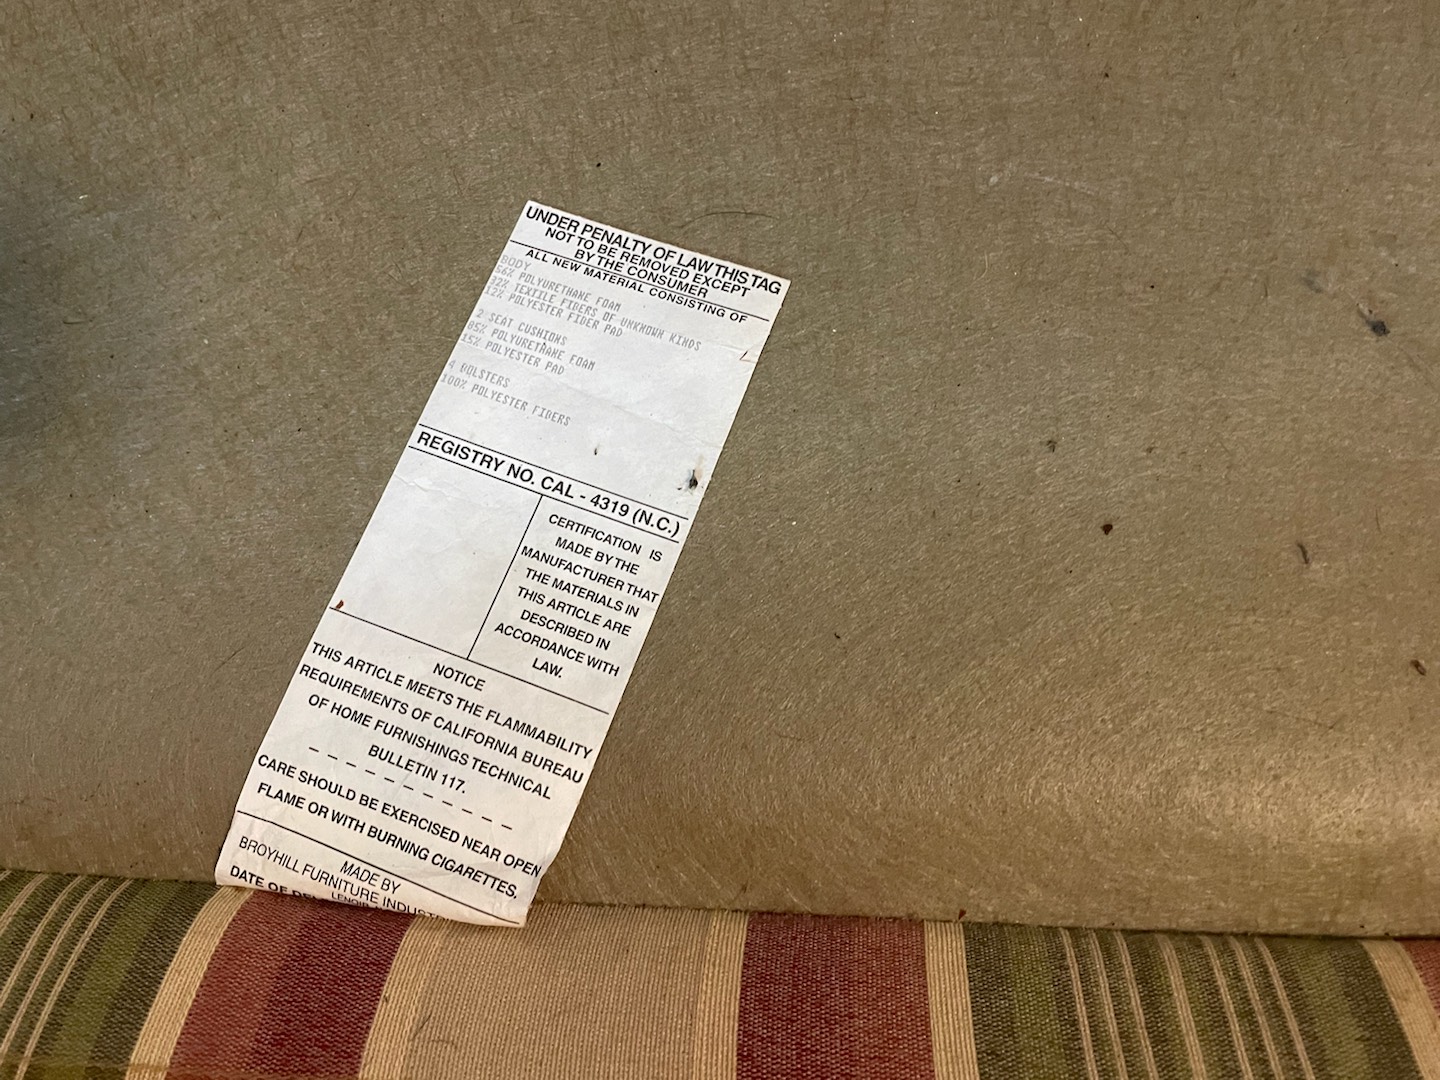 UNDER PENALTY OF LAW THIS TAG
NOT TO BE REMOVED EXCEPT
BY THE CONSUMER
ALL NEW MATERIAL CONSISTING OF
BODY
56% POLYURETHANE FOAM
32% TEXTILE FIBERS OF UNKNOWN KINDS
12% POLYESTER FIBER PAD
2 SEAT CUSHIONS
85% POLYURETHANE FOAM
15% POLYESTER PAD
4 BOLSTERS
100% POLYESTER FIBERS
REGISTRY NO. CAL - 4319 (N.C.)
CERTIFICATION IS
MADE BY THE
MANUFACTURER THAT
THE MATERIALS IN
THIS ARTICLE ARE
DESCRIBED IN
ACCORDANCE WITH
LAW.
NOTICE
THIS ARTICLE MEETS THE FLAMMABILITY
REQUIREMENTS OF CALIFORNIA BUREAU
OF HOME FURNISHINGS TECHNICAL
BULLETIN 117.
CARE SHOULD BE EXERCISED NEAR OPEN
FLAME OR WITH BURNING CIGARETTES.
MADE BY
BROYHILL FURNITURE
DATE OF